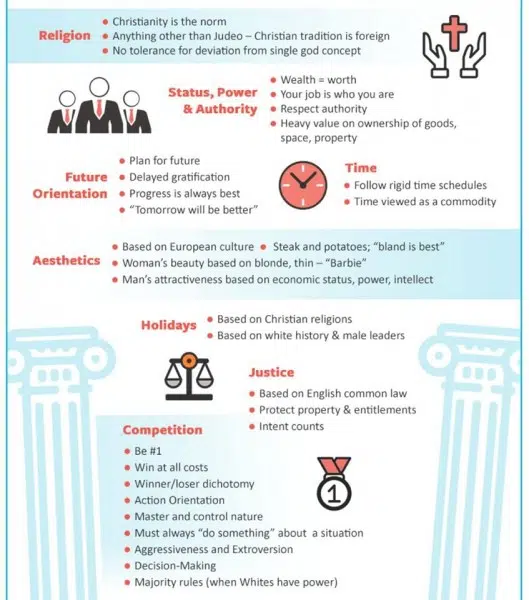 Religion
• Christianity is the norm
• Anything other than Judeo – Christian tradition is foreign
• No tolerance for deviation from single god concept
Status, Power
& Authority
• Wealth = worth
• Your job is who you are
• Respect authority
• Heavy value on ownership of goods,
space, property
Future
Orientation
• Plan for future
• Delayed gratification
• Progress is always best
• “Tomorrow will be better”
Time
• Follow rigid time schedules
• Time viewed as a commodity
Aesthetics
• Based on European culture • Steak and potatoes; “bland is best”
• Woman’s beauty based on blonde, thin – “Barbie”
• Man’s attractiveness based on economic status, power, intellect
Holidays
• Based on Christian religions
• Based on white history & male leaders
Justice
• Based on English common law
• Protect property & entitlements
• Intent counts
Competition
• Be #1
• Win at all costs
• Winner/loser dichotomy
• Action Orientation
• Master and control nature
• Must always “do something” about a situation
• Aggressiveness and Extroversion
• Decision-Making
• Majority rules (when Whites have power)
1